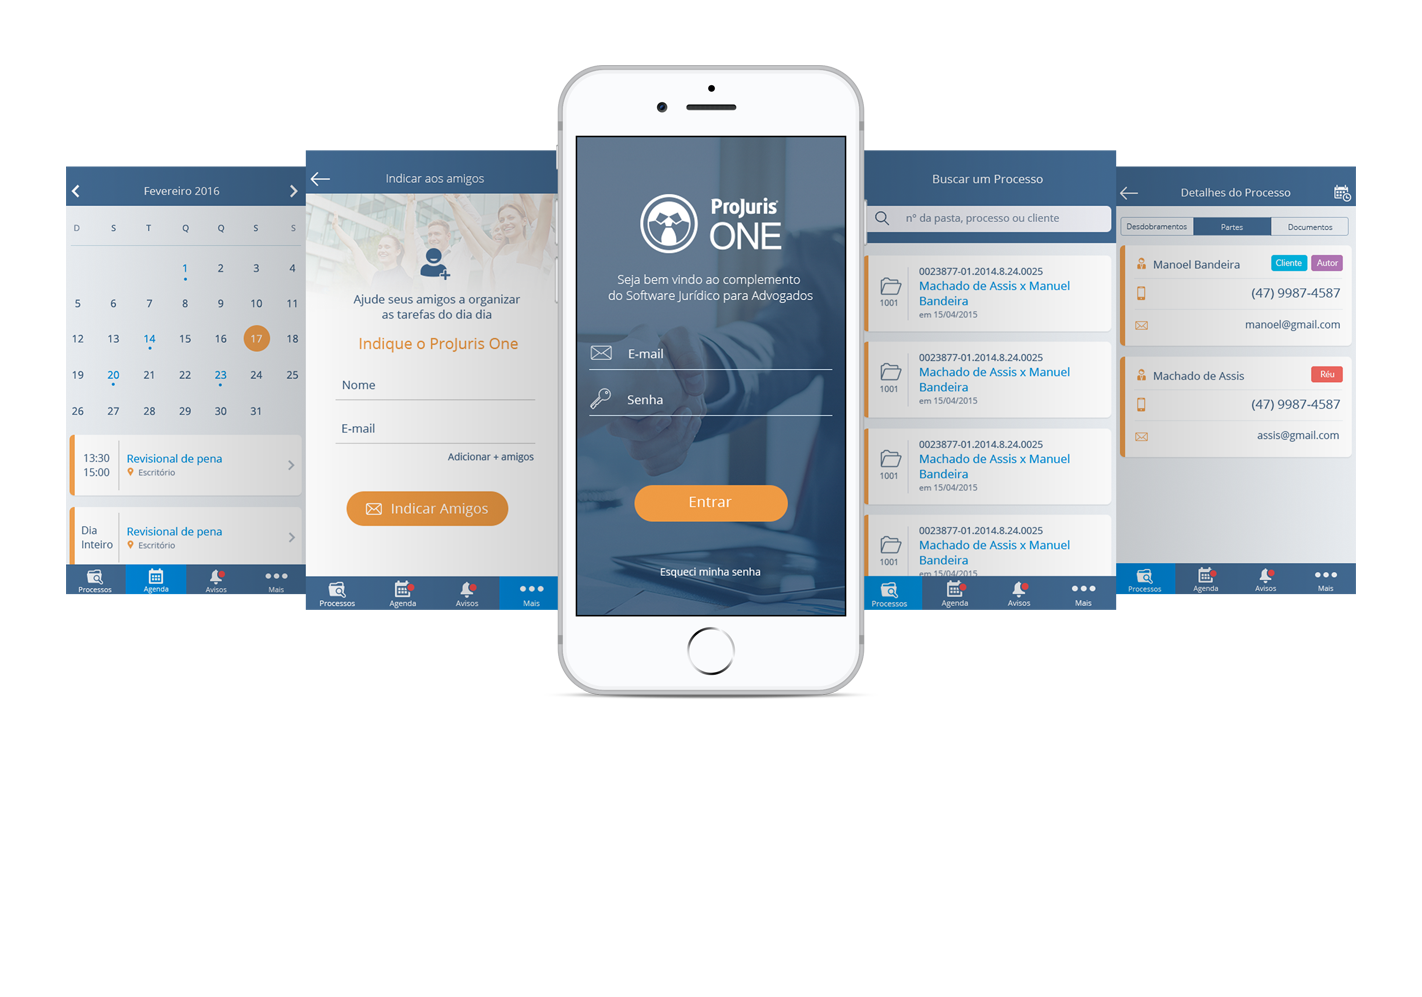 Fevereiro 2016
D S T Q Q S S
1 2 3 4
5 6 7 8 9 10 11
12 13 14 15 16 17 18
19 20 21 22 23 24 25
26 27 28 29 30 31
13:30
15:00
Revisional de pena
Escritório
Dia
Inteiro
Revisional de pena
Escritório
Processos Agenda Avisos Mais
Indicar aos amigos
Ajude seus amigos a organizar
as tarefas do dia dia
Indique o ProJuris One
Nome
E-mail
Adicionar + amigos
Indicar Amigos
Processos Agenda Avisos Mais
ProJuris®
ONE
Seja bem vindo ao complemento
do Software Jurídico para Advogados
E-mail
Senha
Entrar
Esqueci minha senha
Buscar um Processo
nº da pasta, processo ou cliente
0023877-01.2014.8.24.0025
Machado de Assis x Manuel
Bandeira
em 15/04/2015
1001
0023877-01.2014.8.24.0025
Machado de Assis x Manuel
Bandeira
em 15/04/2015
1001
0023877-01.2014.8.24.0025
Machado de Assis x Manuel
Bandeira
em 15/04/2015
1001
0023877-01.2014.8.24.0025
Machado de Assis x Manuel
Bandeira
em 15/04/2015
1001
Processos Agenda Avisos Mais
Detalhes do Processo
Desdobramentos Partes Documentos
Manoel Bandeira Cliente Autor
(47) 9987-4587
manoel@gmail.com
Machado de Assis Réu
(47) 9987-4587
assis@gmail.com
Processos Agenda Avisos Mais